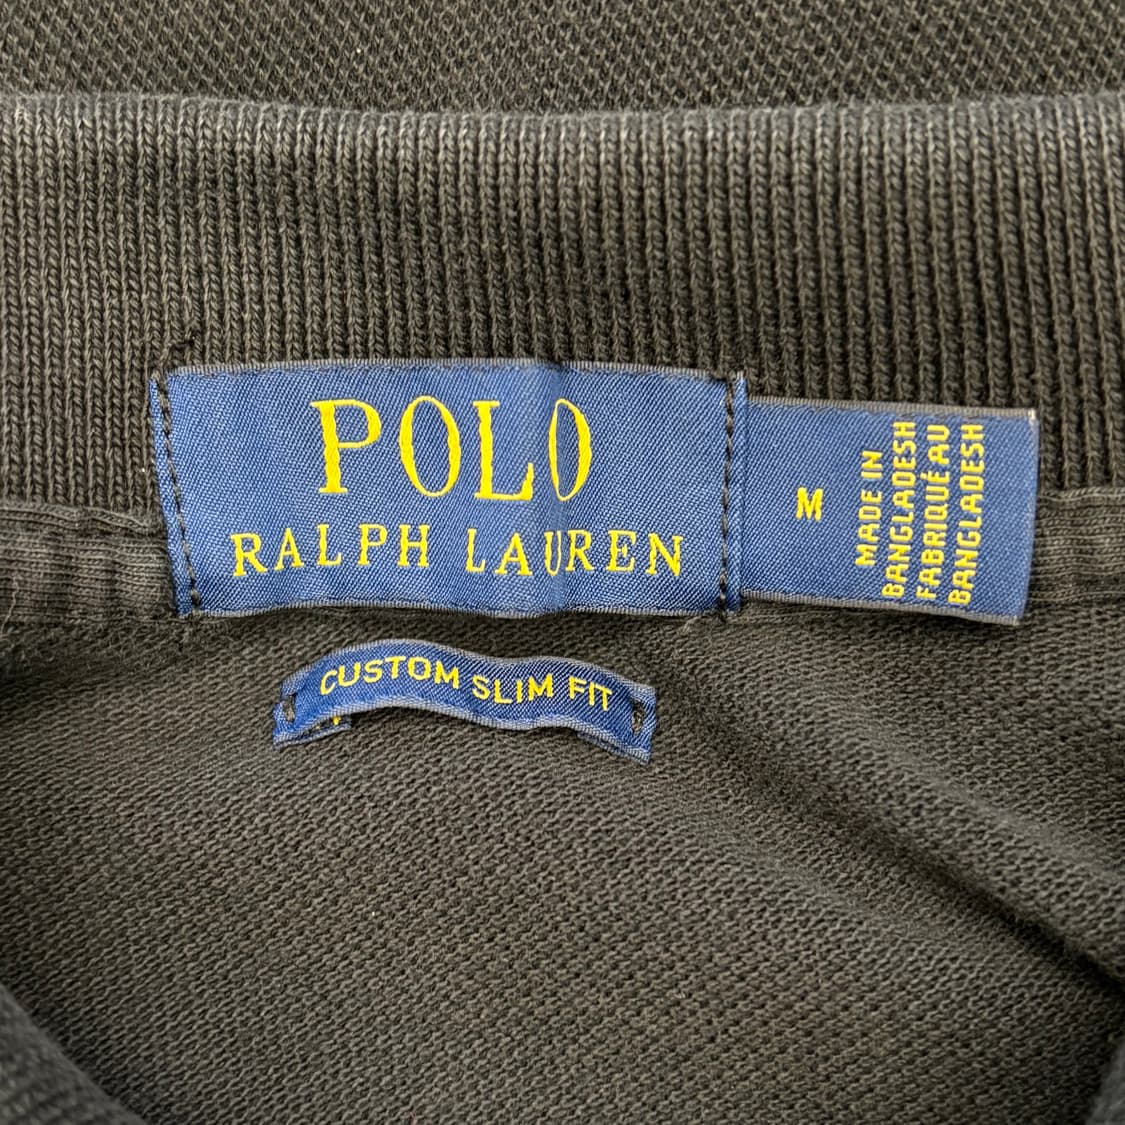 POLO
RALPH LAUREN
M
MADE IN
BANGLADESH
FABRIQUÉ AU
BANGLADESH
CUSTOM SLIM FIT